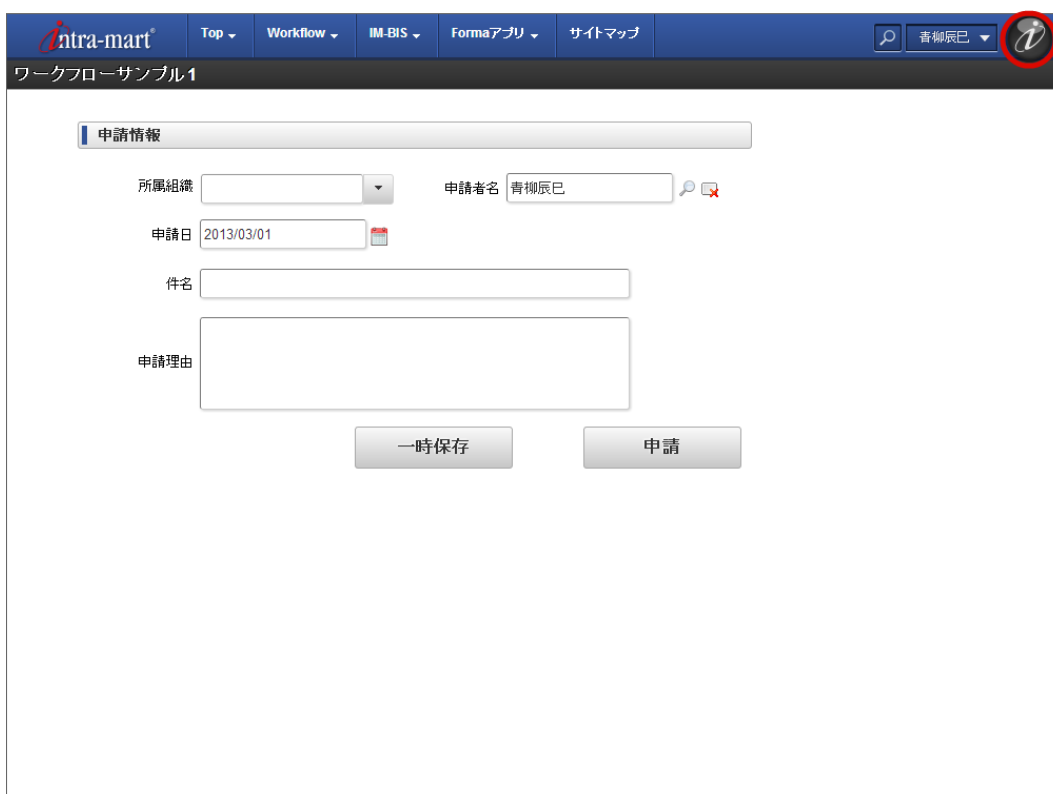 intra-mart® Top Workflow IM-BIS Formaアプリ サイトマップ 青柳辰巳 i
ワークフローサンプル1
申請情報
所属組織 申請者名 青柳辰巳
申請日 2013/03/01
件名
申請理由
一時保存 申請